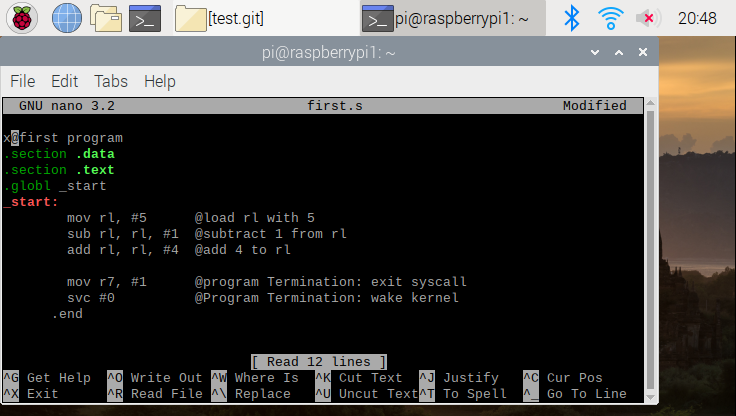 [test.git] pi@raspberrypi1: ~ 20:48
pi@raspberrypi1: ~
File Edit Tabs Help
GNU nano 3.2 first.s Modified
x@first program
.section .data
.section .text
.globl _start
_start:
mov rl, #5 @load rl with 5
sub rl, rl, #1 @subtract 1 from rl
add rl, rl, #4 @add 4 to rl
mov r7, #1 @program Termination: exit syscall
svc #0 @Program Termination: wake kernel
.end
[ Read 12 lines ]
^G Get Help ^O Write Out ^W Where Is ^K Cut Text ^J Justify ^C Cur Pos
^X Exit ^R Read File ^\ Replace ^U Uncut Text ^T To Spell ^_ Go To Line